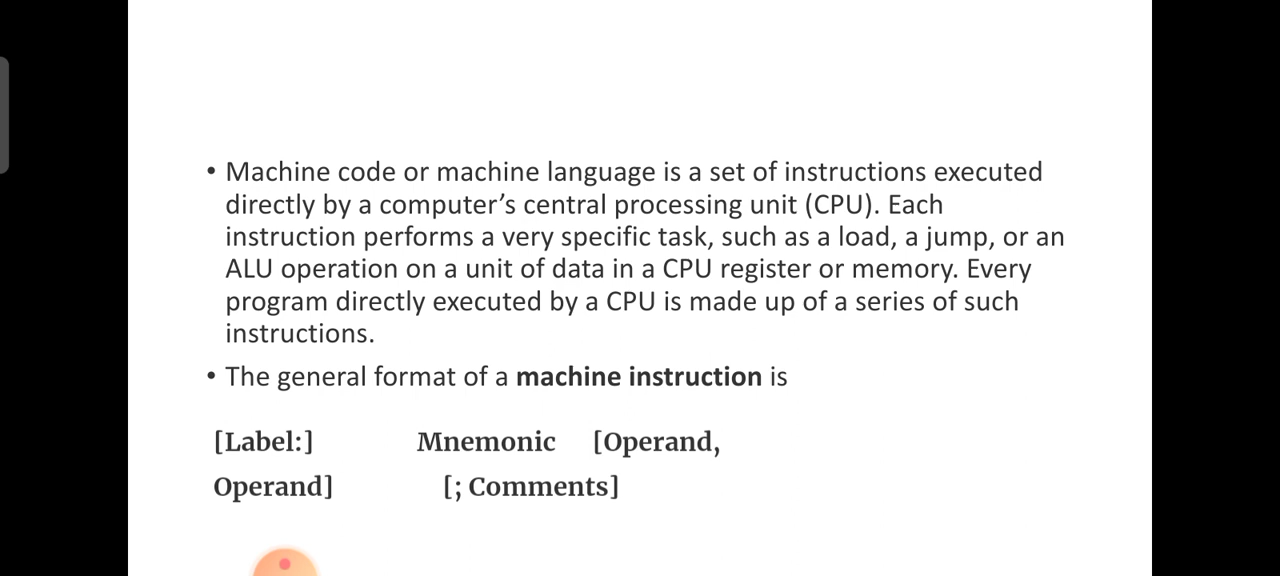 • Machine code or machine language is a set of instructions executed
directly by a computer’s central processing unit (CPU). Each
instruction performs a very specific task, such as a load, a jump, or an
ALU operation on a unit of data in a CPU register or memory. Every
program directly executed by a CPU is made up of a series of such
instructions.
• The general format of a machine instruction is
[Label:] Mnemonic [Operand,
Operand] [; Comments]